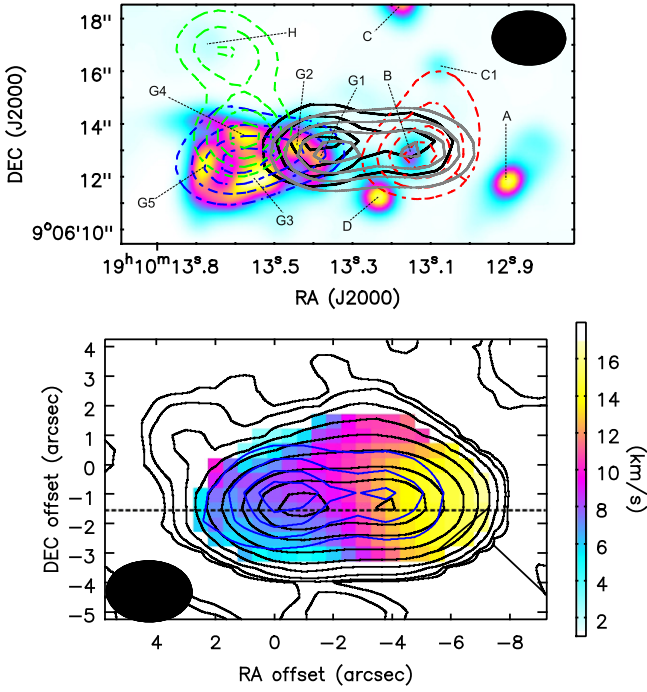 18"
H
C
16"
C1
G2
G1
B
G4
14"
A
12"
G5
G3
D
9°06'10"
DEC (J2000)
19ʰ10ᵐ13ˢ.8
13ˢ.5
13ˢ.3
13ˢ.1
12ˢ.9
RA (J2000)
4
3
2
1
0
-1
-2
-3
-4
-5
DEC offset (arcsec)
4
2
0
-2
-4
-6
-8
RA offset (arcsec)
16
14
12
10
8
6
4
2
(km/s)